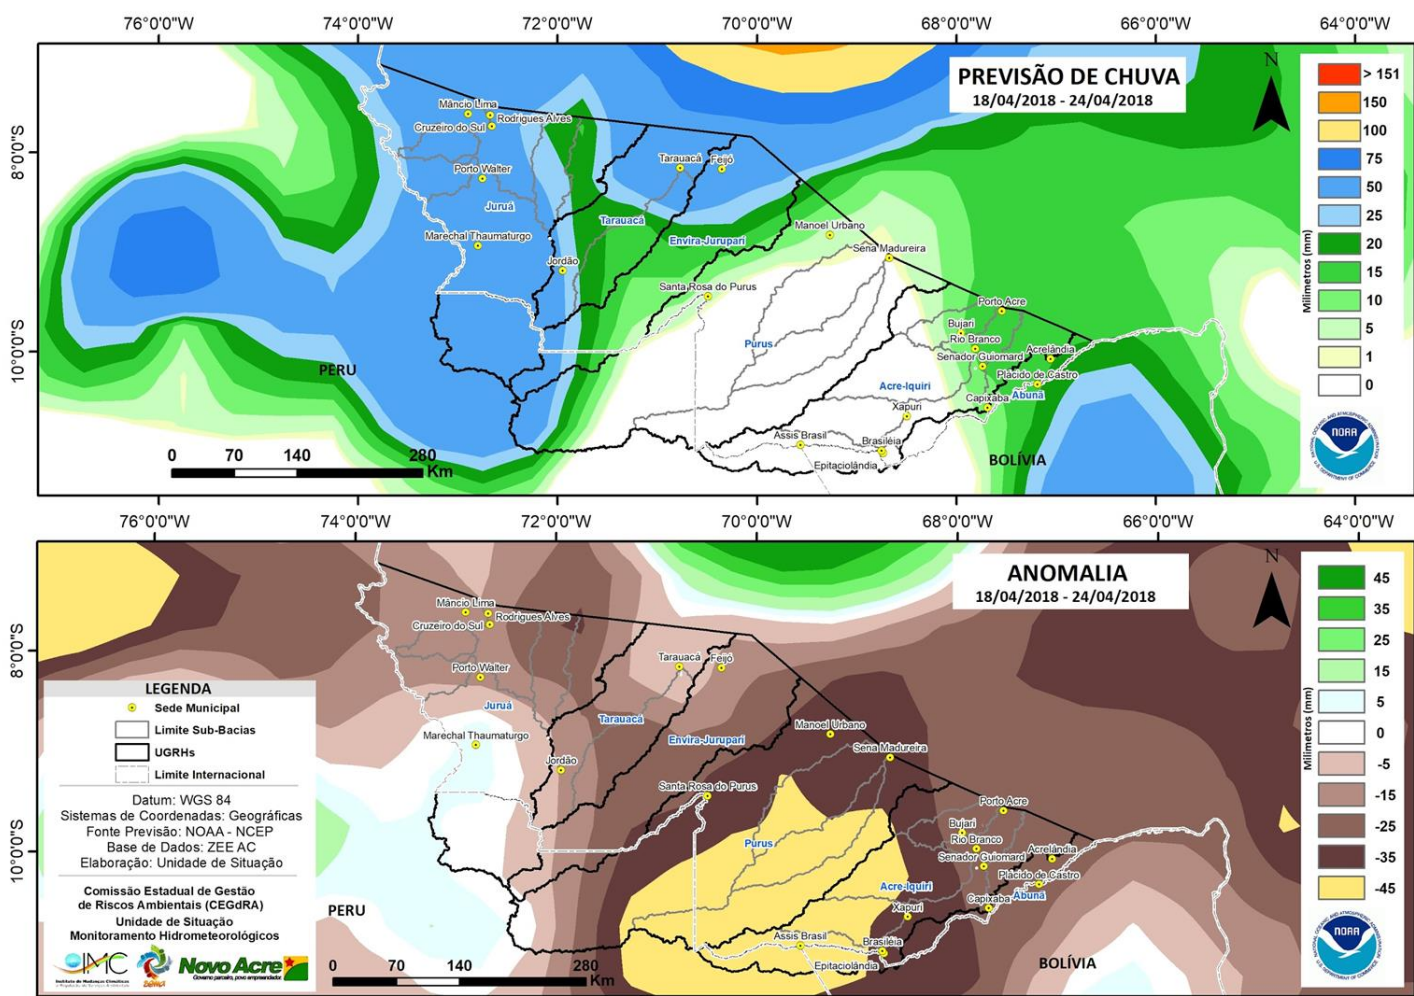 76°0'0"W 74°0'0"W 72°0'0"W 70°0'0"W 68°0'0"W 66°0'0"W 64°0'0"W
8°0'0"S
10°0'0"S
PREVISÃO DE CHUVA
18/04/2018 - 24/04/2018
N
Milímetros (mm)
> 151
150
100
75
50
25
20
15
10
5
1
0
NOAA
Mâncio Lima
Rodrigues Alves
Cruzeiro do Sul
Porto Walter
Juruá
Marechal Thaumaturgo
Jordão
Tarauacá
Feijó
Tarauacá
Envira-Jurupari
Manoel Urbano
Sena Madureira
Santa Rosa do Purus
Purus
Porto Acre
Bujari
Rio Branco
Senador Guiomard
Acrelândia
Plácido de Castro
Abunã
Capixaba
Acre-Iquiri
Xapuri
Assis Brasil
Brasiléia
Epitaciolândia
PERU
BOLÍVIA
0 70 140 280
Km
76°0'0"W 74°0'0"W 72°0'0"W 70°0'0"W 68°0'0"W 66°0'0"W 64°0'0"W
8°0'0"S
10°0'0"S
ANOMALIA
18/04/2018 - 24/04/2018
N
Milímetros (mm)
45
35
25
15
5
0
-5
-15
-25
-35
-45
NOAA
Mâncio Lima
Rodrigues Alves
Cruzeiro do Sul
Porto Walter
Juruá
Marechal Thaumaturgo
Jordão
Tarauacá
Feijó
Tarauacá
Envira-Jurupari
Manoel Urbano
Sena Madureira
Santa Rosa do Purus
Purus
Porto Acre
Bujari
Rio Branco
Senador Guiomard
Acrelândia
Plácido de Castro
Abunã
Capixaba
Acre-Iquiri
Xapuri
Assis Brasil
Brasiléia
Epitaciolândia
PERU
BOLÍVIA
0 70 140 280
Km
LEGENDA
Sede Municipal
Limite Sub-Bacias
UGRHs
Limite Internacional
Datum: WGS 84
Sistemas de Coordenadas: Geográficas
Fonte Previsão: NOAA - NCEP
Base de Dados: ZEE AC
Elaboração: Unidade de Situação
Comissão Estadual de Gestão
de Riscos Ambientais (CEGdRA)
Unidade de Situação
Monitoramento Hidrometeorológicos
IMC
Novo Acre
Governo parceiro, povo empreendedor